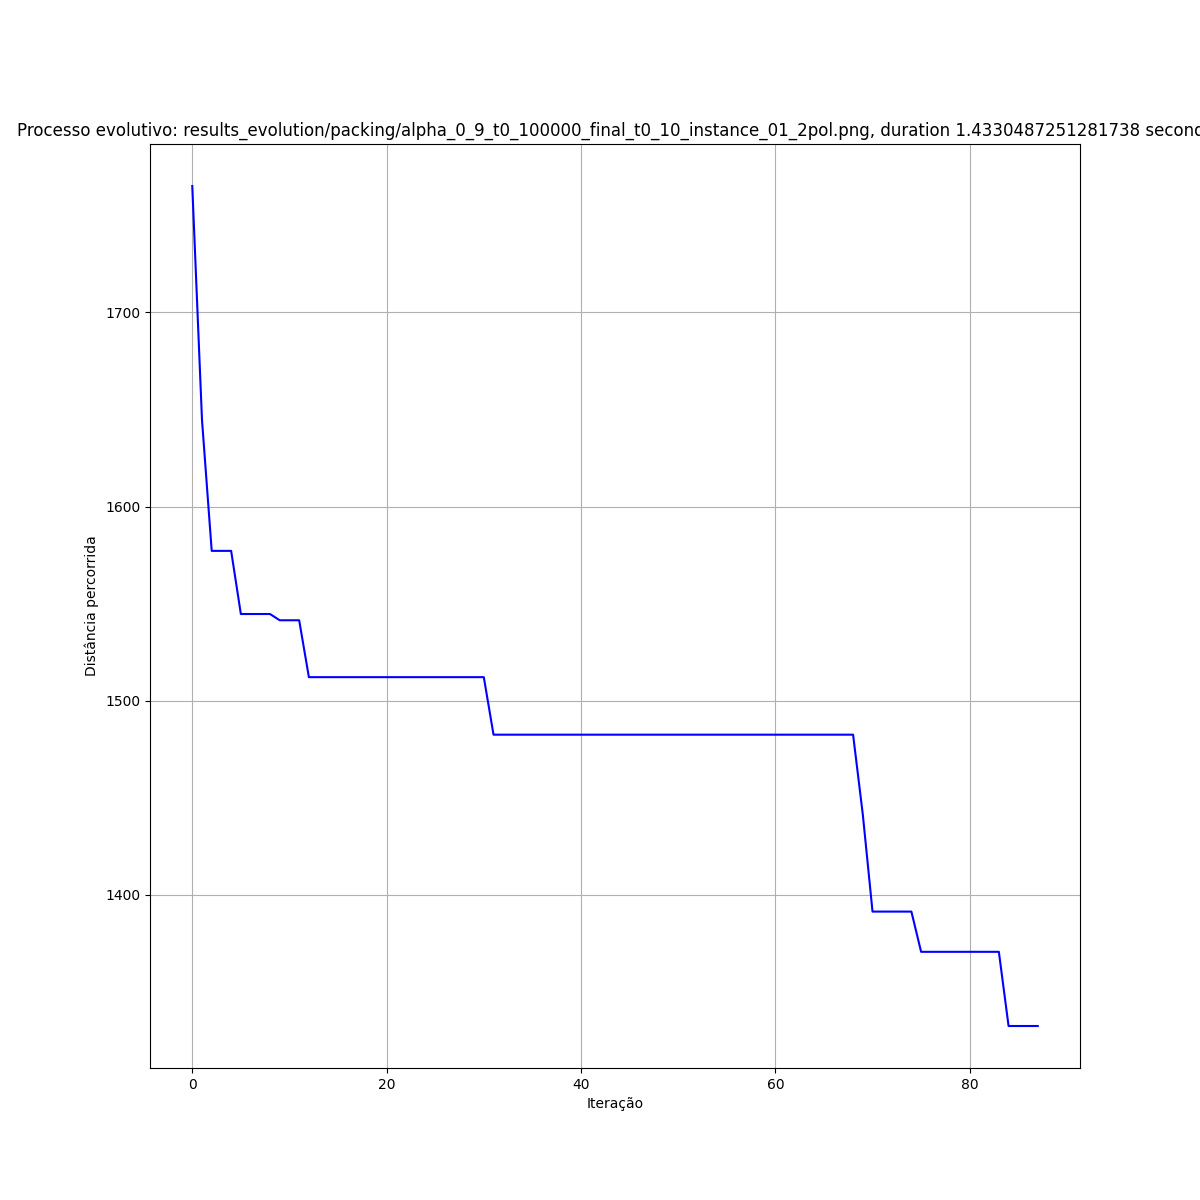 Processo evolutivo: results_evolution/packing/alpha_0_9_t0_100000_final_t0_10_instance_01_2pol.png, duration 1.4330487251281738 second
1700
1600
1500
1400
Distância percorrida
0 20 40 60 80
Iteração